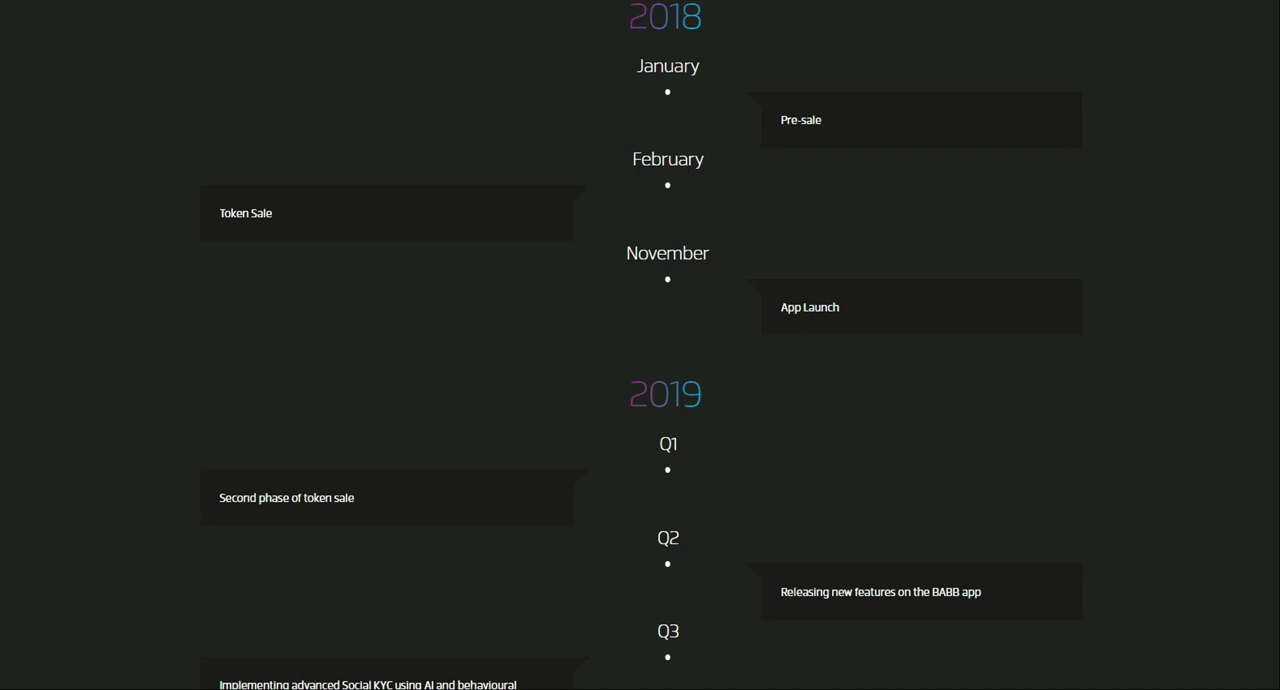 2018
January
Pre-sale
February
Token Sale
November
App Launch
2019
Q1
Second phase of token sale
Q2
Releasing new features on the BABB app
Q3
Implementing advanced Social KYC using AI and behavioural